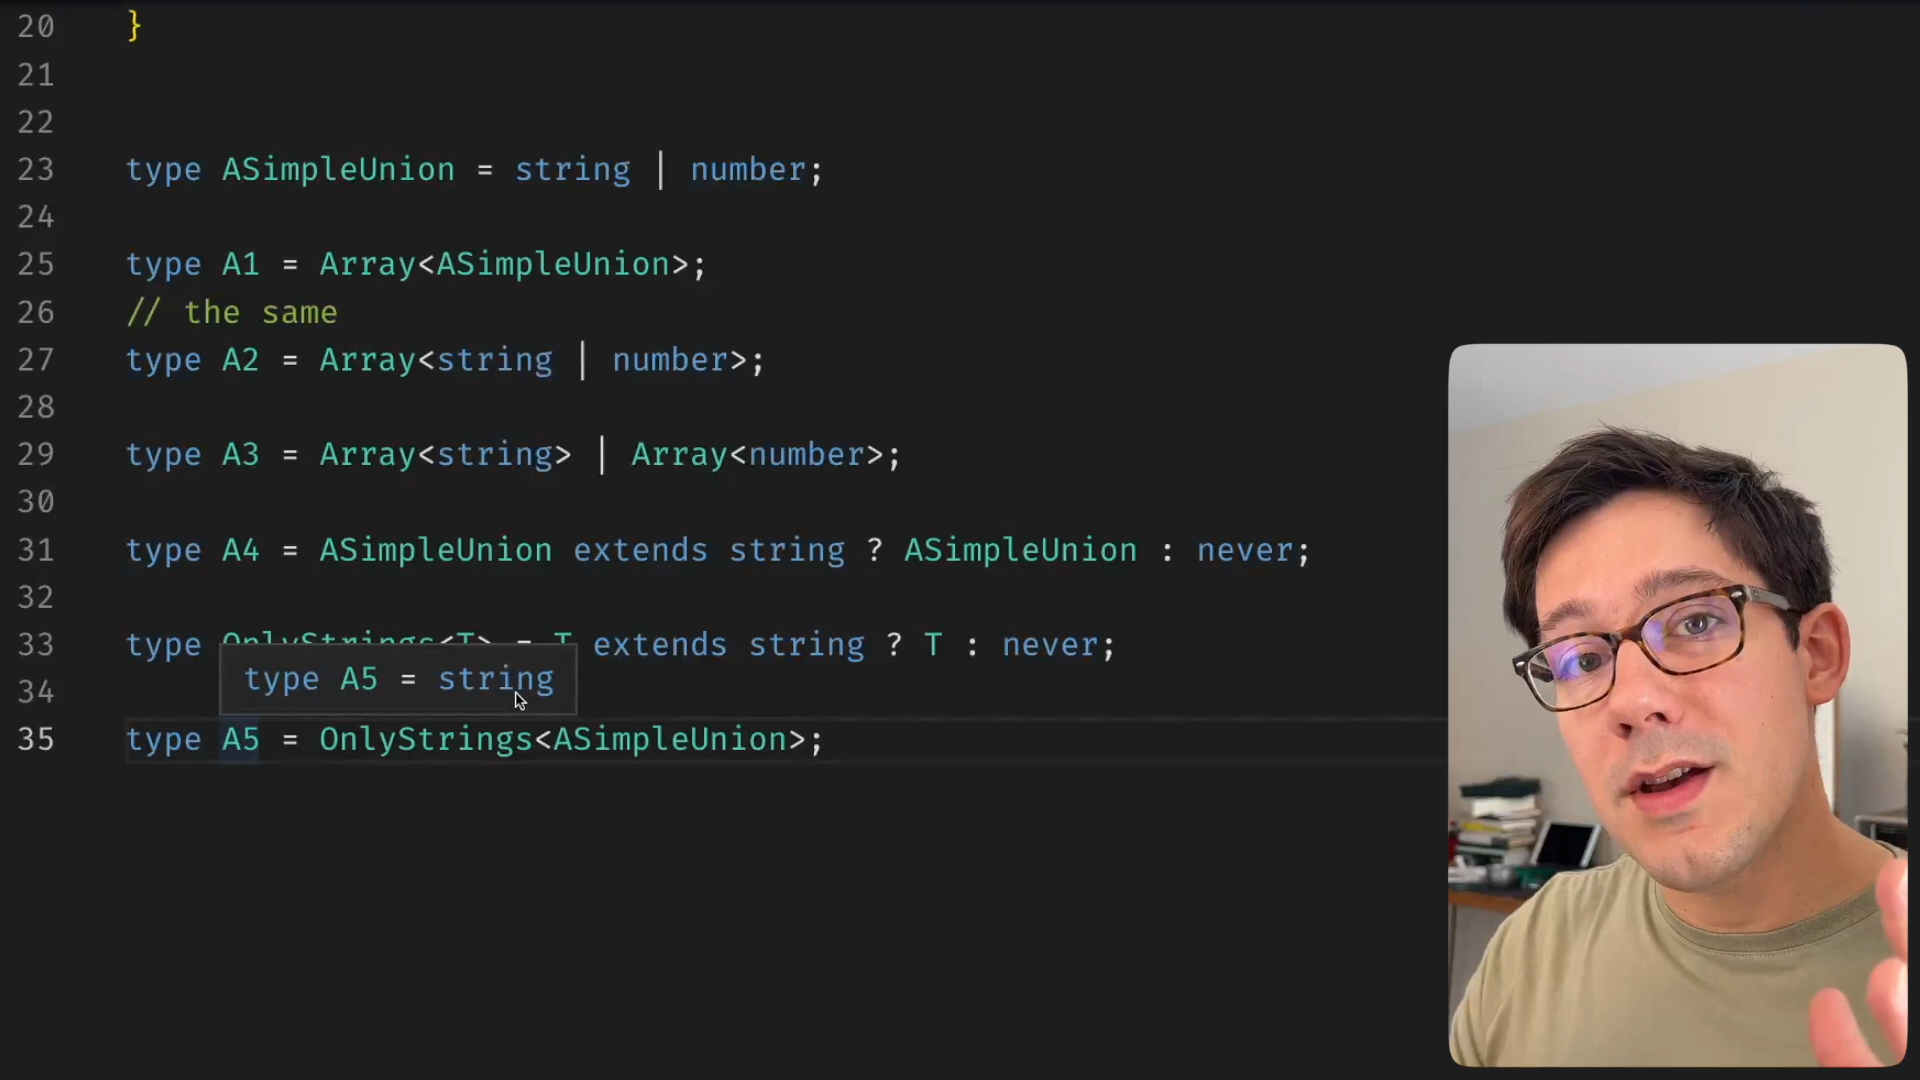 20 }
21
22
23 type ASimpleUnion = string | number;
24
25 type A1 = Array<ASimpleUnion>;
26 // the same
27 type A2 = Array<string | number>;
28
29 type A3 = Array<string> | Array<number>;
30
31 type A4 = ASimpleUnion extends string ? ASimpleUnion : never;
32
33 type OnlyStrings<T> = T extends string ? T : never;
type A5 = string
34
35 type A5 = OnlyStrings<ASimpleUnion>;